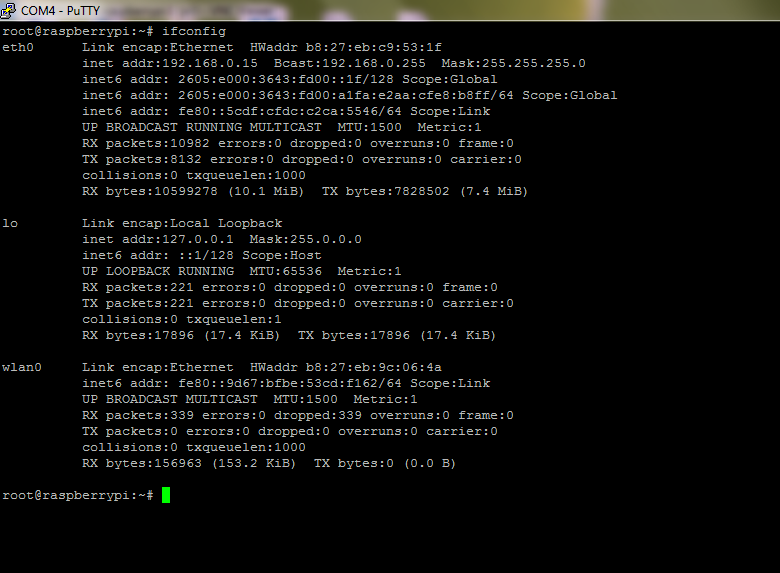 COM4 - PuTTY
root@raspberrypi:~# ifconfig
eth0      Link encap:Ethernet  HWaddr b8:27:eb:c9:53:1f
          inet addr:192.168.0.15  Bcast:192.168.0.255  Mask:255.255.255.0
          inet6 addr: 2605:e000:3643:fd00::1f/128 Scope:Global
          inet6 addr: 2605:e000:3643:fd00:a1fa:e2aa:cfe8:b8ff/64 Scope:Global
          inet6 addr: fe80::5cdf:cfdc:c2ca:5546/64 Scope:Link
          UP BROADCAST RUNNING MULTICAST  MTU:1500  Metric:1
          RX packets:10982 errors:0 dropped:0 overruns:0 frame:0
          TX packets:8132 errors:0 dropped:0 overruns:0 carrier:0
          collisions:0 txqueuelen:1000
          RX bytes:10599278 (10.1 MiB)  TX bytes:7828502 (7.4 MiB)

lo        Link encap:Local Loopback
          inet addr:127.0.0.1  Mask:255.0.0.0
          inet6 addr: ::1/128 Scope:Host
          UP LOOPBACK RUNNING  MTU:65536  Metric:1
          RX packets:221 errors:0 dropped:0 overruns:0 frame:0
          TX packets:221 errors:0 dropped:0 overruns:0 carrier:0
          collisions:0 txqueuelen:1
          RX bytes:17896 (17.4 KiB)  TX bytes:17896 (17.4 KiB)

wlan0     Link encap:Ethernet  HWaddr b8:27:eb:9c:06:4a
          inet6 addr: fe80::9d67:bfbe:53cd:f162/64 Scope:Link
          UP BROADCAST MULTICAST  MTU:1500  Metric:1
          RX packets:339 errors:0 dropped:339 overruns:0 frame:0
          TX packets:0 errors:0 dropped:0 overruns:0 carrier:0
          collisions:0 txqueuelen:1000
          RX bytes:156963 (153.2 KiB)  TX bytes:0 (0.0 B)

root@raspberrypi:~#